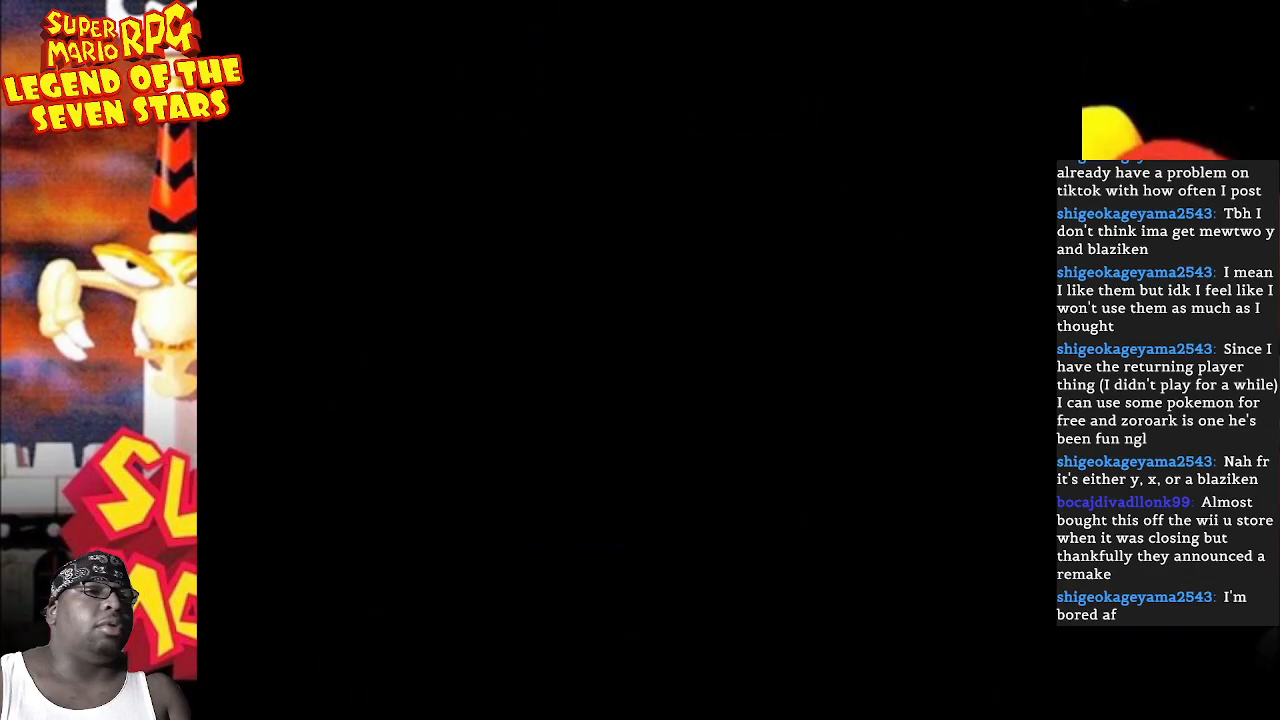 SUPER
MARIO RPG
LEGEND OF THE
SEVEN STARS
already have a problem on
tiktok with how often I post
shigeokageyama2543: Tbh I
don't think ima get mewtwo y
and blaziken
shigeokageyama2543: I mean
I like them but idk I feel like I
won't use them as much as I
thought
shigeokageyama2543: Since I
have the returning player
thing (I didn't play for a while)
I can use some pokemon for
free and zoroark is one he's
been fun ngl
shigeokageyama2543: Nah fr
it's either y, x, or a blaziken
bocajdivadllonk99: Almost
bought this off the wii u store
when it was closing but
thankfully they announced a
remake
shigeokageyama2543: I'm
bored af
SU